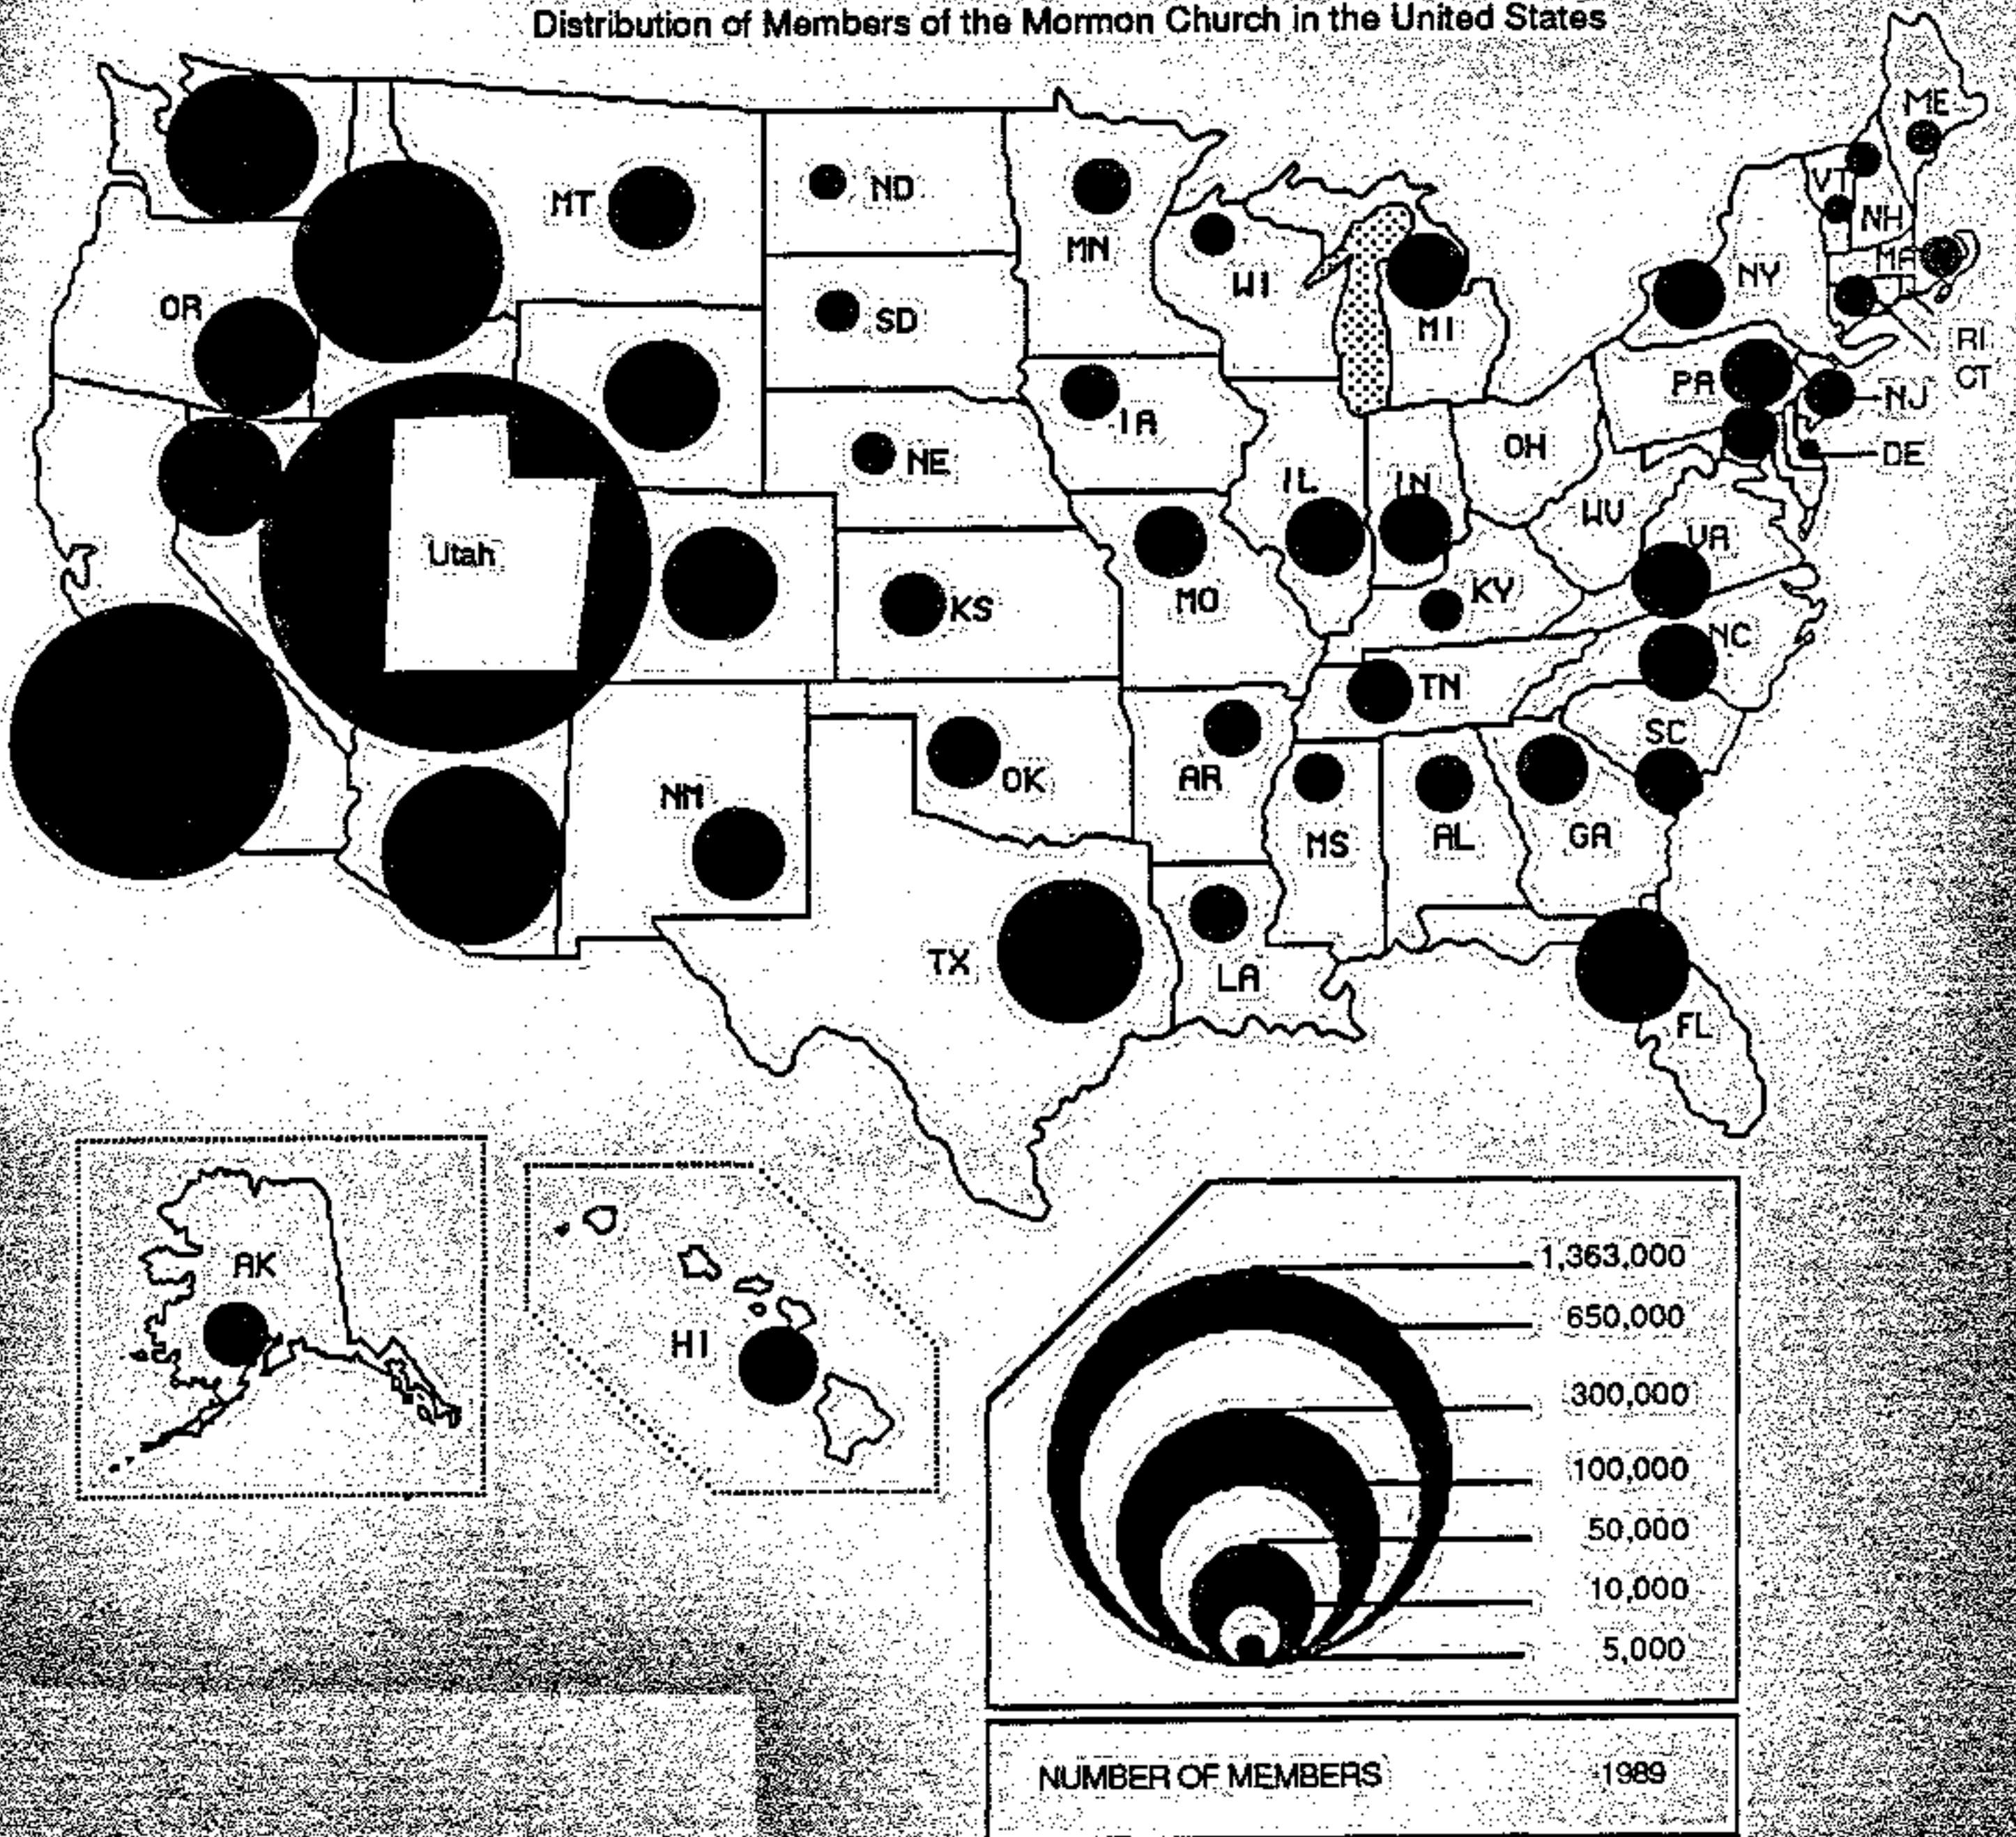 Distribution of Members of the Mormon Church in the United States
ME
VT
NH
MT
ND
MN
WI
MI
NY
MA
RI
CT
OR
SD
IA
PA
NJ
NE
OH
DE
IL
IN
WV
VA
Utah
KS
MO
KY
NC
TN
SC
NM
OK
AR
MS
AL
GA
TX
LA
FL
AK
HI
1,363,000
650,000
300,000
100,000
50,000
10,000
5,000
NUMBER OF MEMBERS 1989